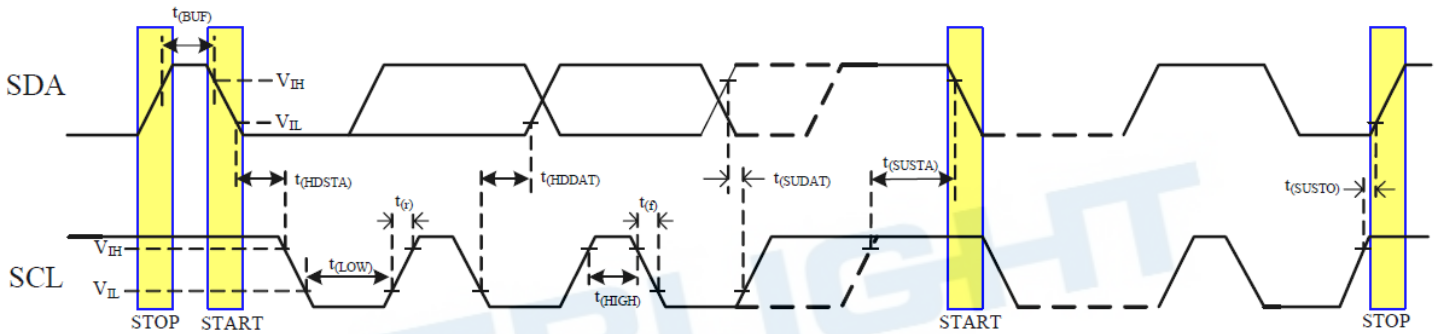 t(BUF)
SDA
VIH
VIL
t(HDSTA)
t(HDDAT)
t(SUDAT)
t(SUSTA)
t(SUSTO)
t(r)
t(f)
VIH
SCL
VIL
t(LOW)
t(HIGH)
STOP
START
START
STOP